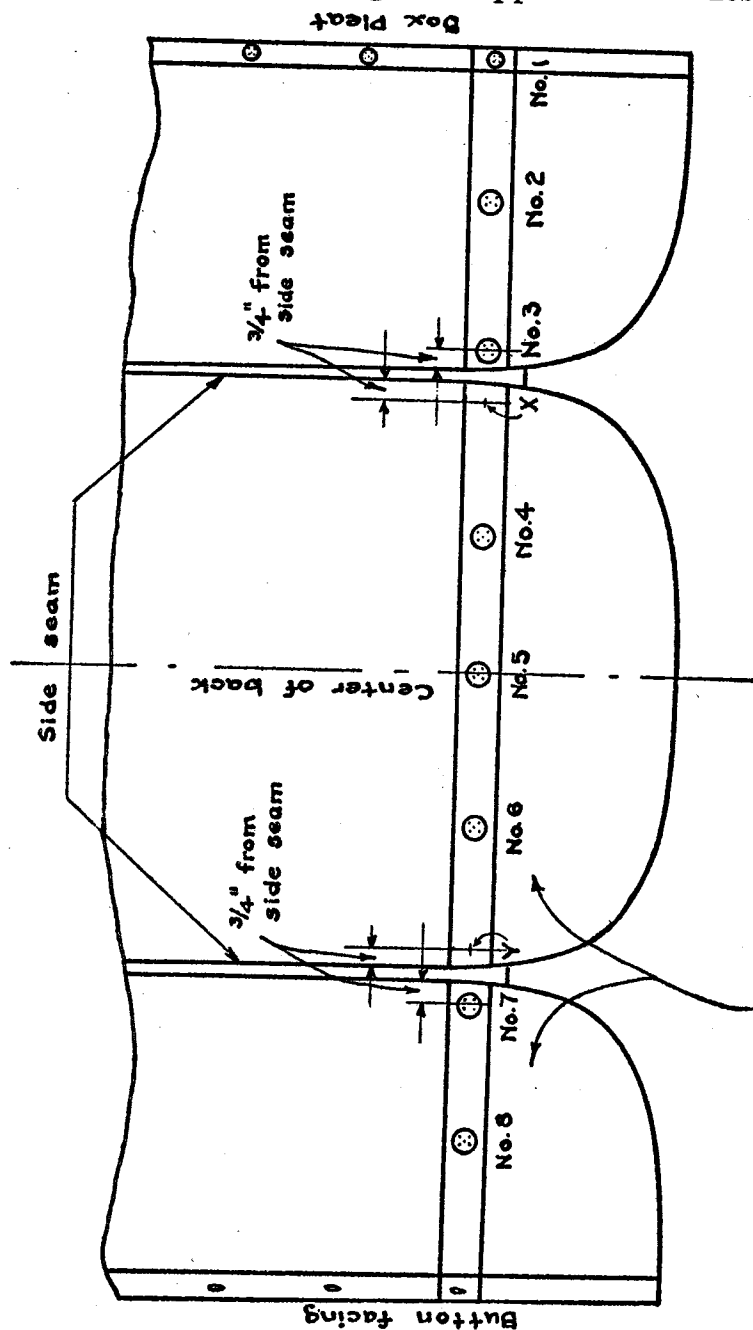 Box Pleat
No.1
No.2
3/4" from
side seam
No.3
X
No.4
Side seam
Center of back
No.5
No.6
3/4" from
side seam
Y
No.7
No.8
Button facing